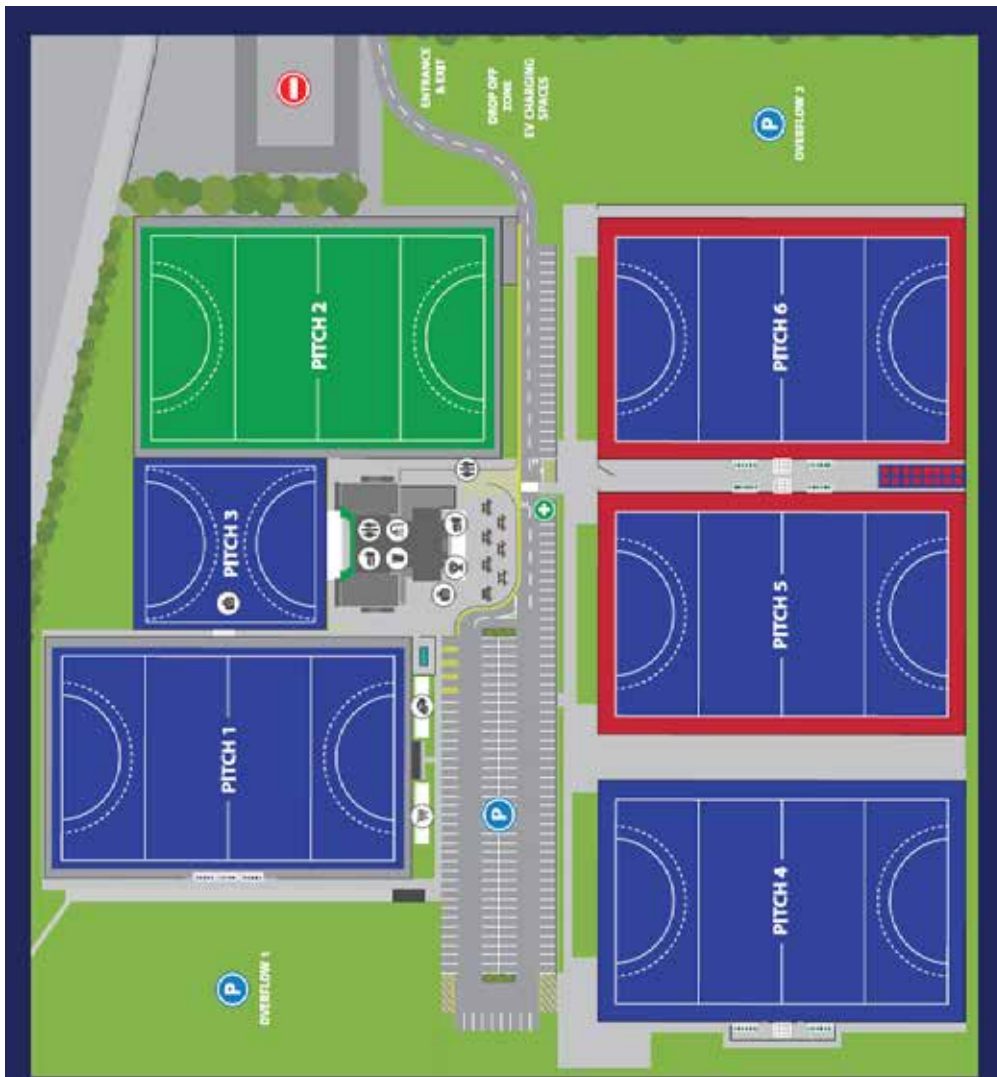 ENTRANCE
& EXIT
DROP OFF
ZONE
EV CHARGING
SPACES
P
OVERFLOW 2
PITCH 2
PITCH 6
PITCH 3
PITCH 5
PITCH 1
P
PITCH 4
P
OVERFLOW 1